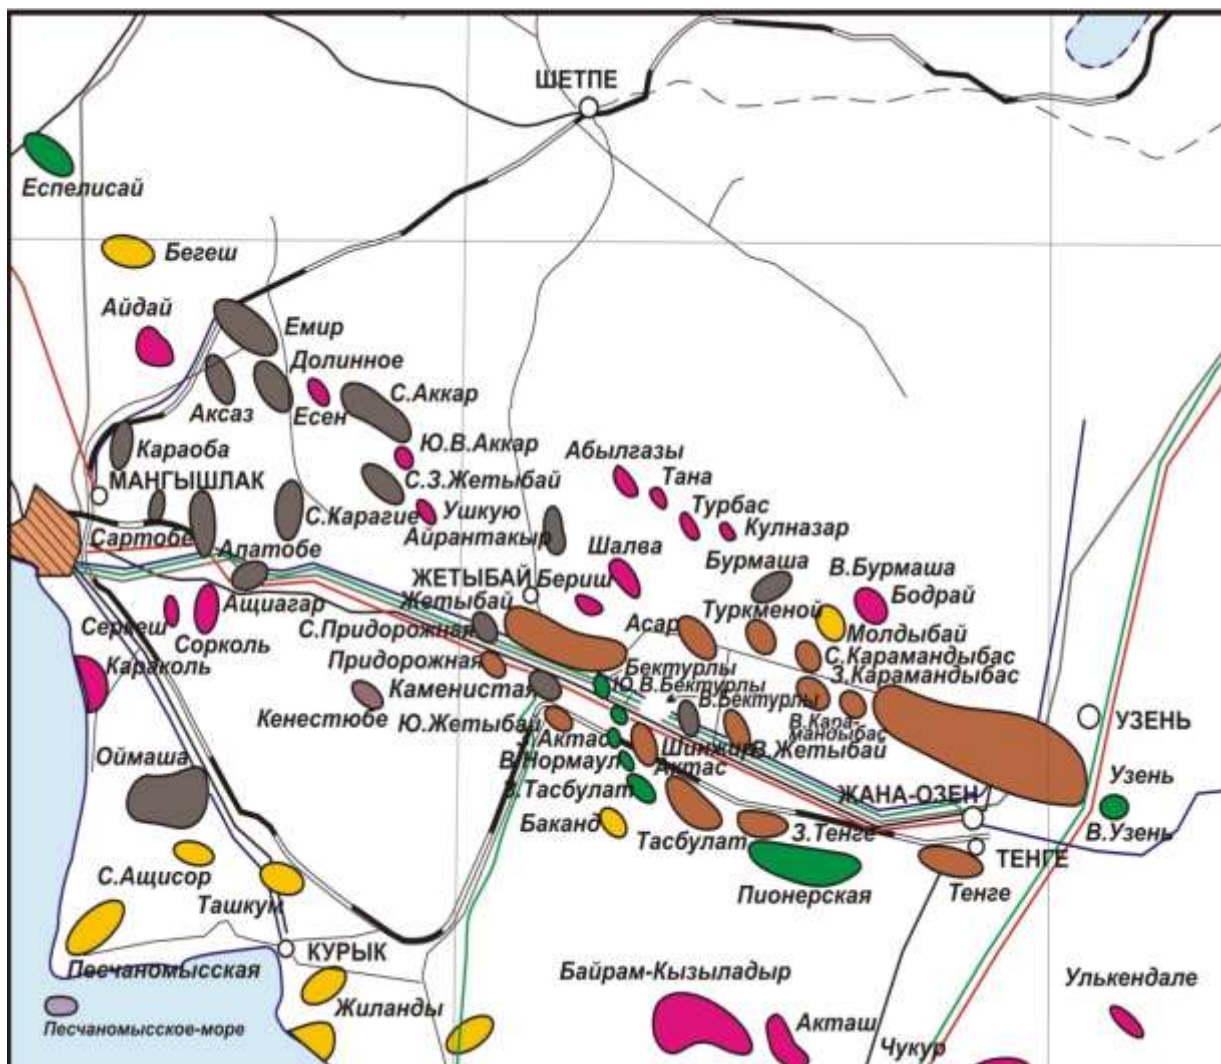 ШЕТПЕ
Еспелисай
Бегеш
Айдай
Емир
Долинное
С.Аккар
Аксаз
Есен
Караоба
Ю.В.Аккар
Абылгазы
МАНГЫШЛАК
С.З.Жетыбай
Тана
Турбас
С.Карагие
Ушкую
Кулназар
Сартобе
Айрантакыр
Алатобе
Шалва
Бурмаша
В.Бурмаша
ЖЕТЫБАЙ
Бериш
Бодрай
Ащиагар
Жетыбай
Туркменой
Серкеш
Сорколь
С.Придорожная
Асар
Молдыбай
Караколь
Придорожная
Бектурлы
С.Карамандыбас
З.Карамандыбас
Каменистая
Ю.В.Бектурлы
В.Бектурлы
Кенестюбе
Ю.Жетыбай
В.Кара-
мандыбас
УЗЕНЬ
Актас
Шинжир
В.Жетыбай
Оймаша
В.Нормаул
Актас
Узень
З.Тасбулат
ЖАНА-ОЗЕН
Баканд
Тасбулат
З.Тенге
В.Узень
ТЕНГЕ
С.Ащисор
Пионерская
Тенге
Ташкум
КУРЫК
Песчаномысская
Байрам-Кызыладыр
Улькендале
Жиланды
Песчаномысское-море
Акташ
Чукур